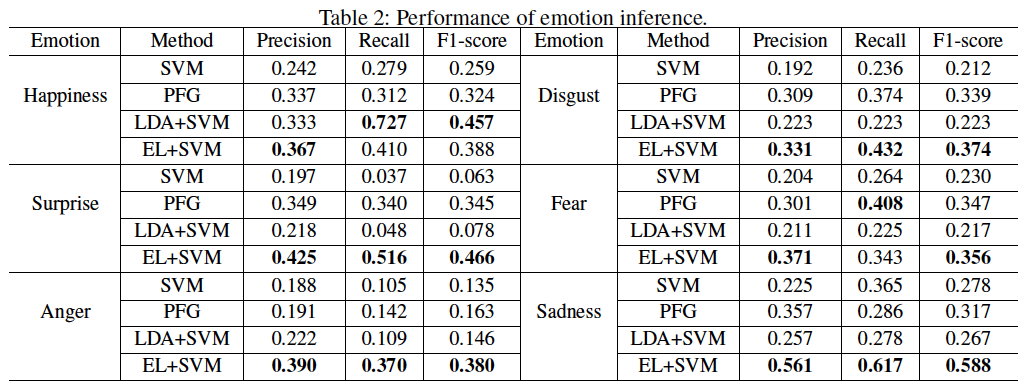 Table 2: Performance of emotion inference.
Emotion Method Precision Recall F1-score Emotion Method Precision Recall F1-score
SVM 0.242 0.279 0.259 SVM 0.192 0.236 0.212
Happiness PFG 0.337 0.312 0.324 Disgust PFG 0.309 0.374 0.339
LDA+SVM 0.333 0.727 0.457 LDA+SVM 0.223 0.223 0.223
EL+SVM 0.367 0.410 0.388 EL+SVM 0.331 0.432 0.374
SVM 0.197 0.037 0.063 SVM 0.204 0.264 0.230
Surprise PFG 0.349 0.340 0.345 Fear PFG 0.301 0.408 0.347
LDA+SVM 0.218 0.048 0.078 LDA+SVM 0.211 0.225 0.217
EL+SVM 0.425 0.516 0.466 EL+SVM 0.371 0.343 0.356
SVM 0.188 0.105 0.135 SVM 0.225 0.365 0.278
Anger PFG 0.191 0.142 0.163 Sadness PFG 0.357 0.286 0.317
LDA+SVM 0.222 0.109 0.146 LDA+SVM 0.257 0.278 0.267
EL+SVM 0.390 0.370 0.380 EL+SVM 0.561 0.617 0.588